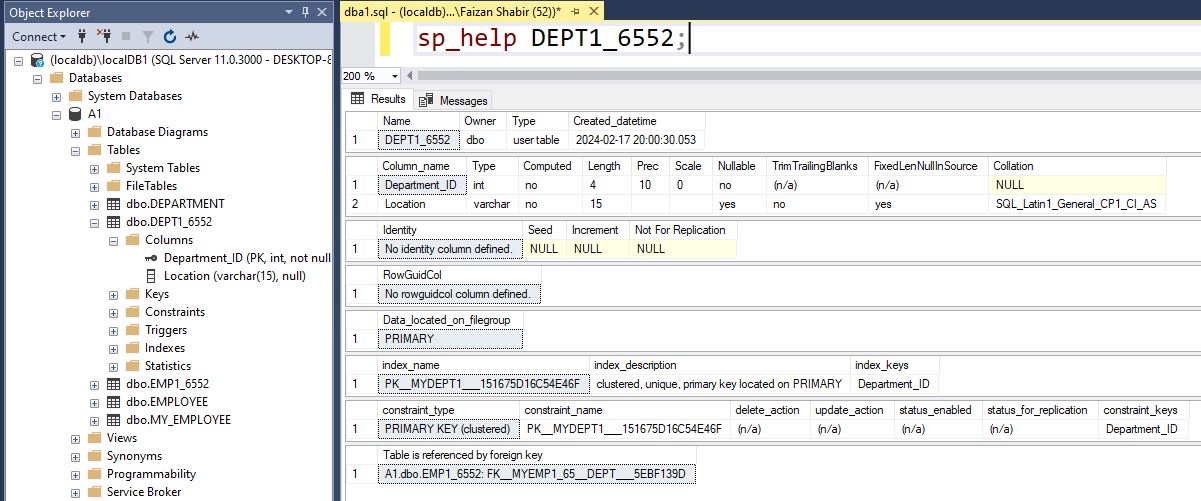 Object Explorer
Connect
(localdb)\localDB1 (SQL Server 11.0.3000 - DESKTOP-8
Databases
System Databases
A1
Database Diagrams
Tables
System Tables
FileTables
dbo.DEPARTMENT
dbo.DEPT1_6552
Columns
Department_ID (PK, int, not null
Location (varchar(15), null)
Keys
Constraints
Triggers
Indexes
Statistics
dbo.EMP1_6552
dbo.EMPLOYEE
dbo.MY_EMPLOYEE
Views
Synonyms
Programmability
Service Broker
dba1.sql - (localdb)...\Faizan Shabir (52))*
sp_help DEPT1_6552;
200 %
Results Messages
Name Owner Type Created_datetime
1 DEPT1_6552 dbo user table 2024-02-17 20:00:30.053
Column_name Type Computed Length Prec Scale Nullable TrimTrailingBlanks FixedLenNullInSource Collation
1 Department_ID int no 4 10 0 no (n/a) (n/a) NULL
2 Location varchar no 15 yes no yes SQL_Latin1_General_CP1_CI_AS
Identity Seed Increment Not For Replication
1 No identity column defined. NULL NULL NULL
RowGuidCol
1 No rowguidcol column defined.
Data_located_on_filegroup
1 PRIMARY
index_name index_description index_keys
1 PK__MYDEPT1___151675D16C54E46F clustered, unique, primary key located on PRIMARY Department_ID
constraint_type constraint_name delete_action update_action status_enabled status_for_replication constraint_keys
1 PRIMARY KEY (clustered) PK__MYDEPT1___151675D16C54E46F (n/a) (n/a) (n/a) (n/a) Department_ID
Table is referenced by foreign key
1 A1.dbo.EMP1_6552: FK__MYEMP1_65__DEPT___5EBF139D